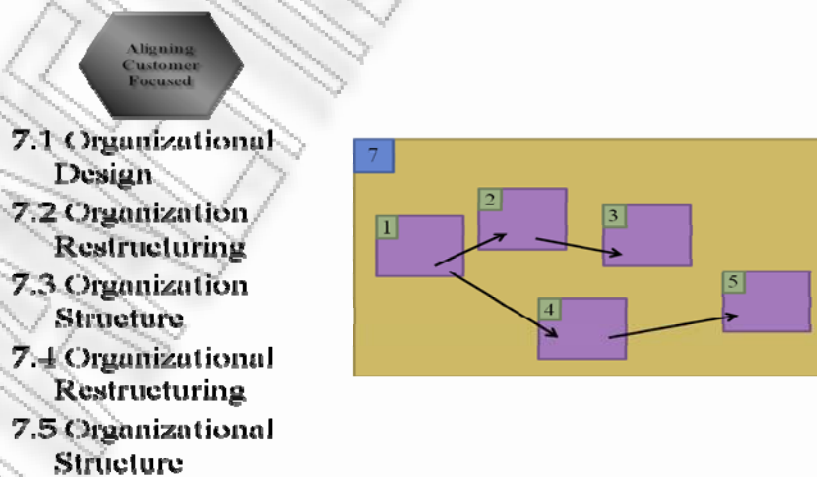 Aligning
Customer
Focused
7.1 Organizational
Design
7.2 Organization
Restructuring
7.3 Organization
Structure
7.4 Organizational
Restructuring
7.5 Organizational
Structure
7
1
2
3
4
5